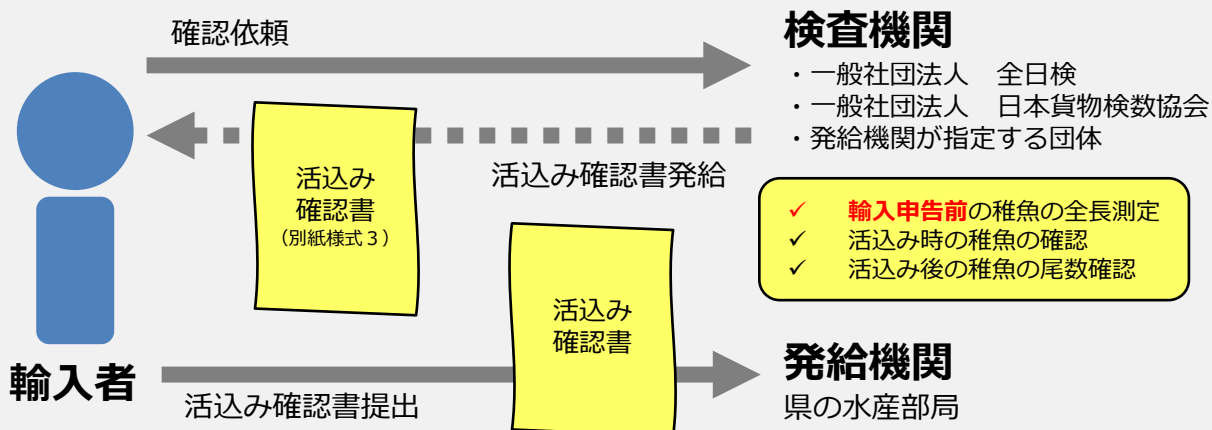 確認依頼
検査機関
・一般社団法人　全日検
・一般社団法人　日本貨物検数協会
・発給機関が指定する団体
活込み
確認書
（別紙様式３）
活込み確認書発給
✓ 輸入申告前の稚魚の全長測定
✓ 活込み時の稚魚の確認
✓ 活込み後の稚魚の尾数確認
活込み
確認書
輸入者
活込み確認書提出
発給機関
県の水産部局